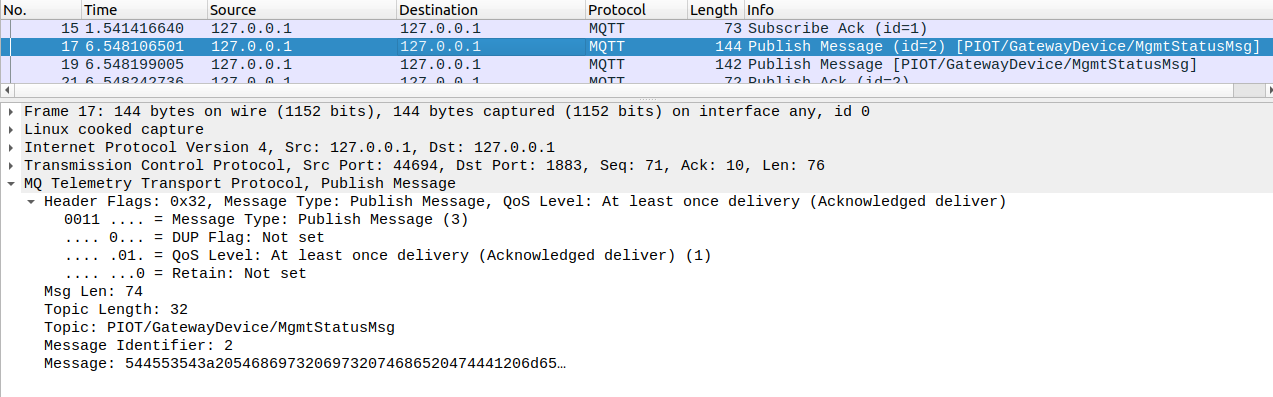 No. Time Source Destination Protocol Length Info
15 1.541416640 127.0.0.1 127.0.0.1 MQTT 73 Subscribe Ack (id=1)
17 6.548106501 127.0.0.1 127.0.0.1 MQTT 144 Publish Message (id=2) [PIOT/GatewayDevice/MgmtStatusMsg]
19 6.548199005 127.0.0.1 127.0.0.1 MQTT 142 Publish Message [PIOT/GatewayDevice/MgmtStatusMsg]
21 6.548242736 127.0.0.1 127.0.0.1 MQTT 72 Publish Ack (id=2)
Frame 17: 144 bytes on wire (1152 bits), 144 bytes captured (1152 bits) on interface any, id 0
Linux cooked capture
Internet Protocol Version 4, Src: 127.0.0.1, Dst: 127.0.0.1
Transmission Control Protocol, Src Port: 44694, Dst Port: 1883, Seq: 71, Ack: 10, Len: 76
MQ Telemetry Transport Protocol, Publish Message
Header Flags: 0x32, Message Type: Publish Message, QoS Level: At least once delivery (Acknowledged deliver)
0011 .... = Message Type: Publish Message (3)
.... 0... = DUP Flag: Not set
.... .01. = QoS Level: At least once delivery (Acknowledged deliver) (1)
.... ...0 = Retain: Not set
Msg Len: 74
Topic Length: 32
Topic: PIOT/GatewayDevice/MgmtStatusMsg
Message Identifier: 2
Message: 544553543a20546869732069732074686520474441206d65…